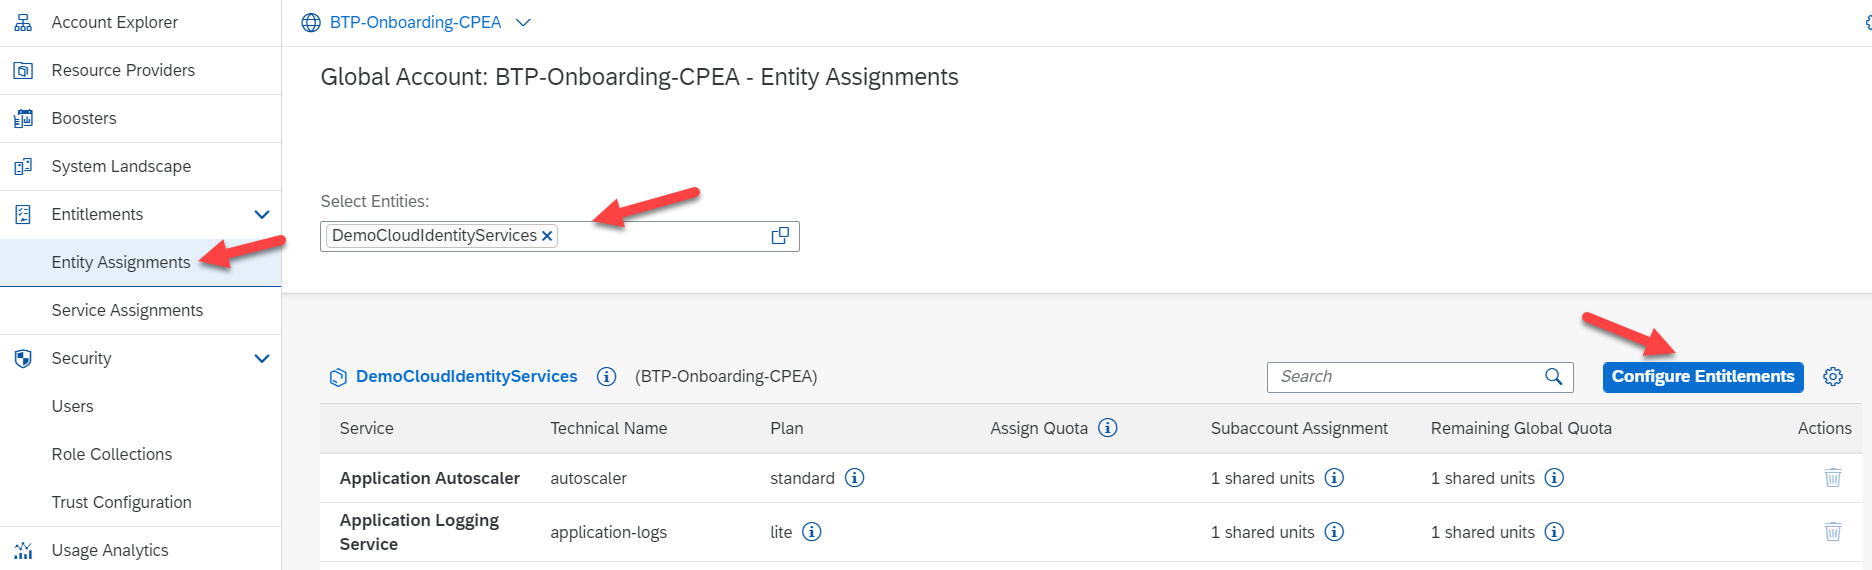 Account Explorer
Resource Providers
Boosters
System Landscape
Entitlements
Entity Assignments
Service Assignments
Security
Users
Role Collections
Trust Configuration
Usage Analytics
BTP-Onboarding-CPEA
Global Account: BTP-Onboarding-CPEA - Entity Assignments
Select Entities:
DemoCloudIdentityServices
DemoCloudIdentityServices (BTP-Onboarding-CPEA) Search Configure Entitlements
Service Technical Name Plan Assign Quota Subaccount Assignment Remaining Global Quota Actions
Application Autoscaler autoscaler standard 1 shared units 1 shared units
Application Logging
Service application-logs lite 1 shared units 1 shared units